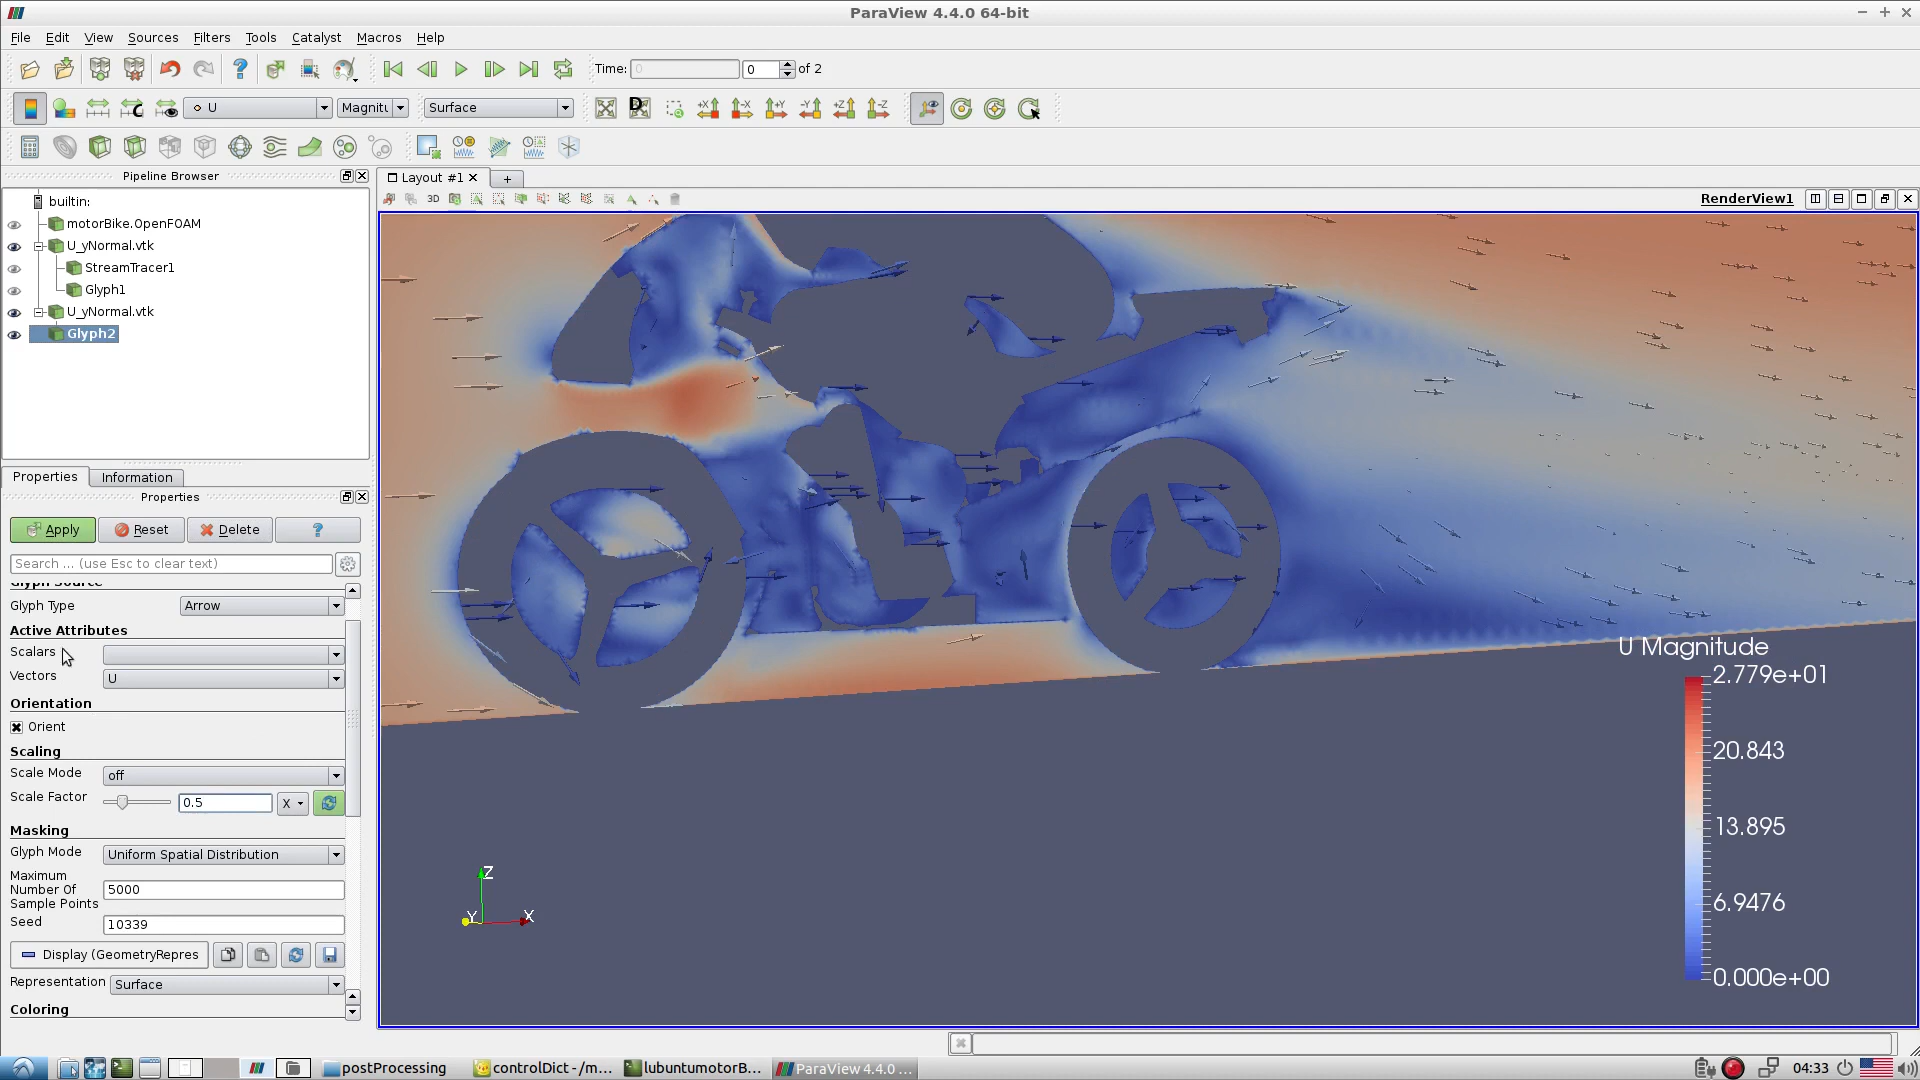 ParaView 4.4.0 64-bit
File Edit View Sources Filters Tools Catalyst Macros Help
Time: 0 0 of 2
U Magnitu Surface
Pipeline Browser
Layout #1
3D RenderView1
builtin:
motorBike.OpenFOAM
U_yNormal.vtk
StreamTracer1
Glyph1
U_yNormal.vtk
Glyph2
Properties Information
Properties
Apply Reset Delete ?
Search ... (use Esc to clear text)
Glyph Source
Glyph Type Arrow
Active Attributes
Scalars
Vectors U
Orientation
Orient
Scaling
Scale Mode off
Scale Factor 0.5 X
Masking
Glyph Mode Uniform Spatial Distribution
Maximum
Number Of
Sample Points 5000
Seed 10339
Display (GeometryRepres
Representation Surface
Coloring
U Magnitude
2.779e+01
20.843
13.895
6.9476
0.000e+00
Z
Y X
postProcessing controlDict -/m... lubuntumotorB... ParaView 4.4.0 ... 04:33